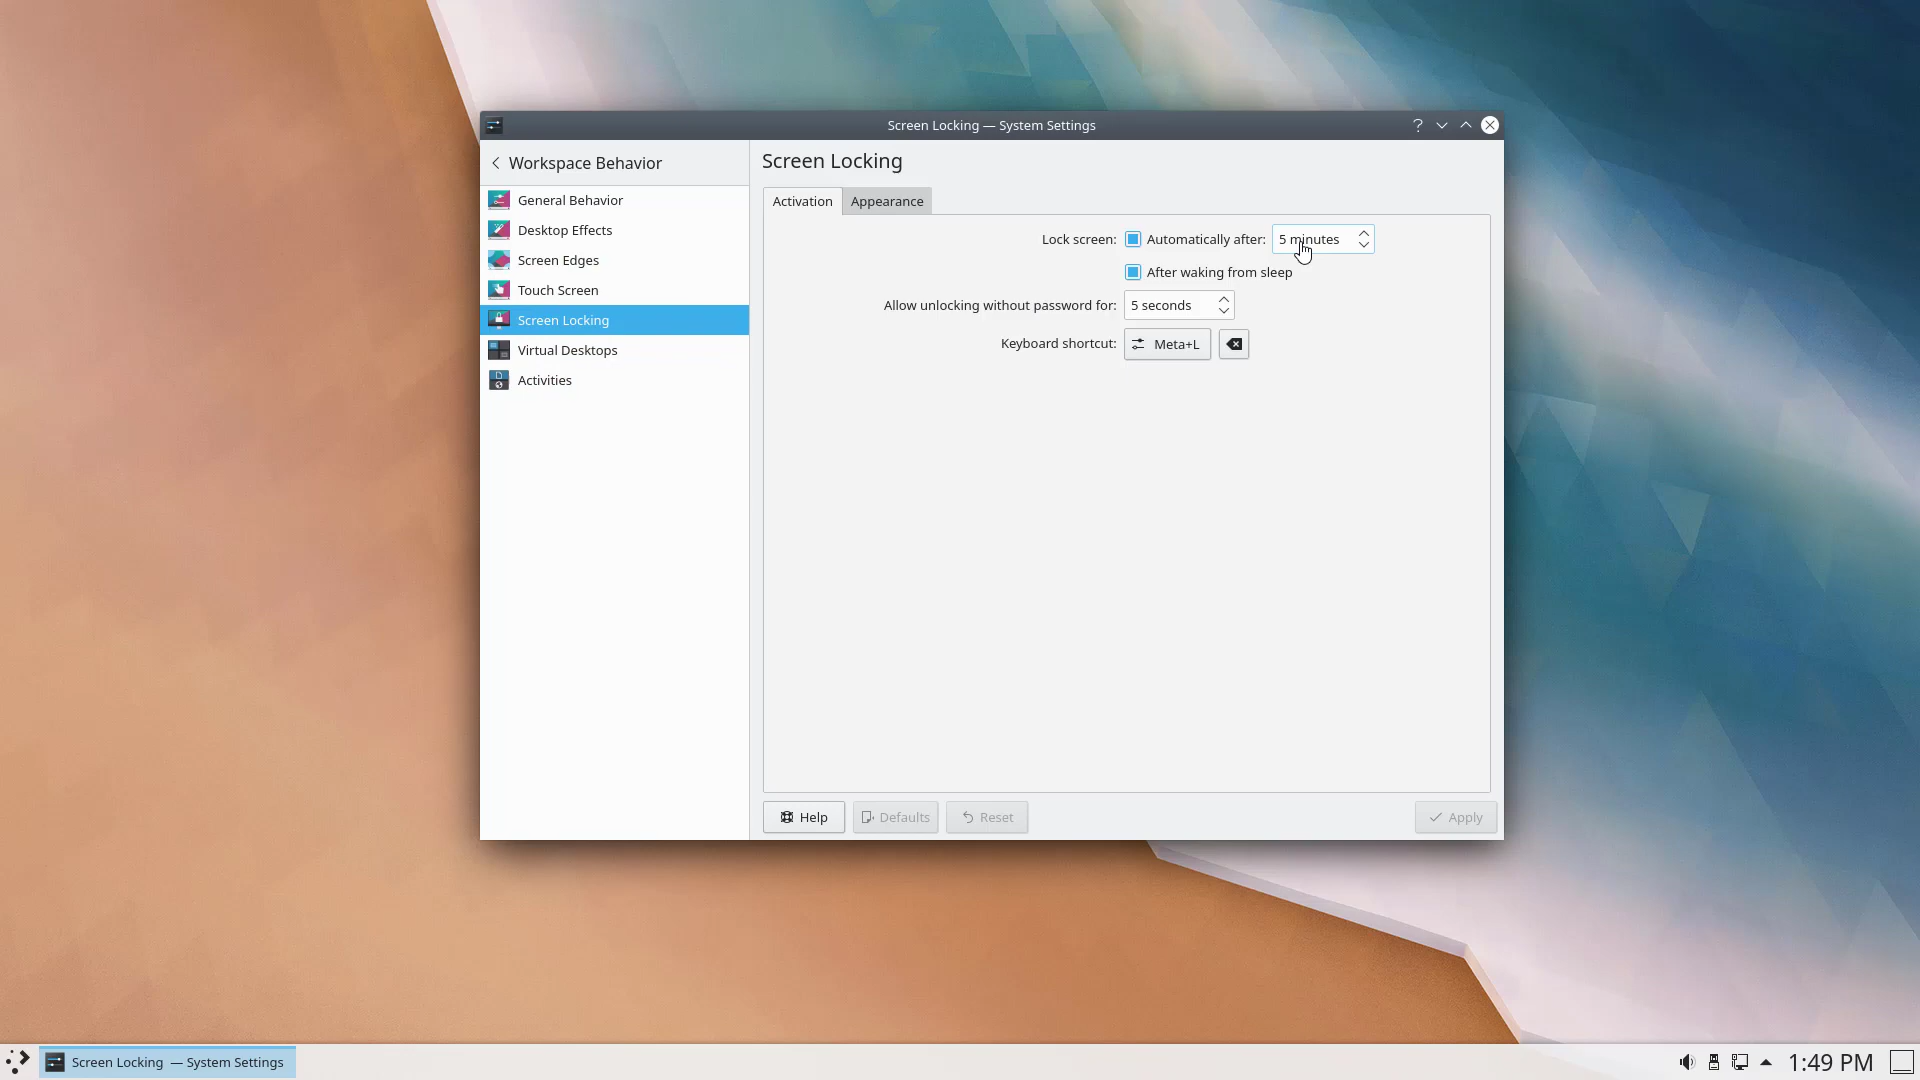 Screen Locking — System Settings
Workspace Behavior
General Behavior
Desktop Effects
Screen Edges
Touch Screen
Screen Locking
Virtual Desktops
Activities
Screen Locking
Activation Appearance
Lock screen: Automatically after: 5 minutes
After waking from sleep
Allow unlocking without password for: 5 seconds
Keyboard shortcut: Meta+L
Help Defaults Reset Apply
Screen Locking — System Settings
1:49 PM